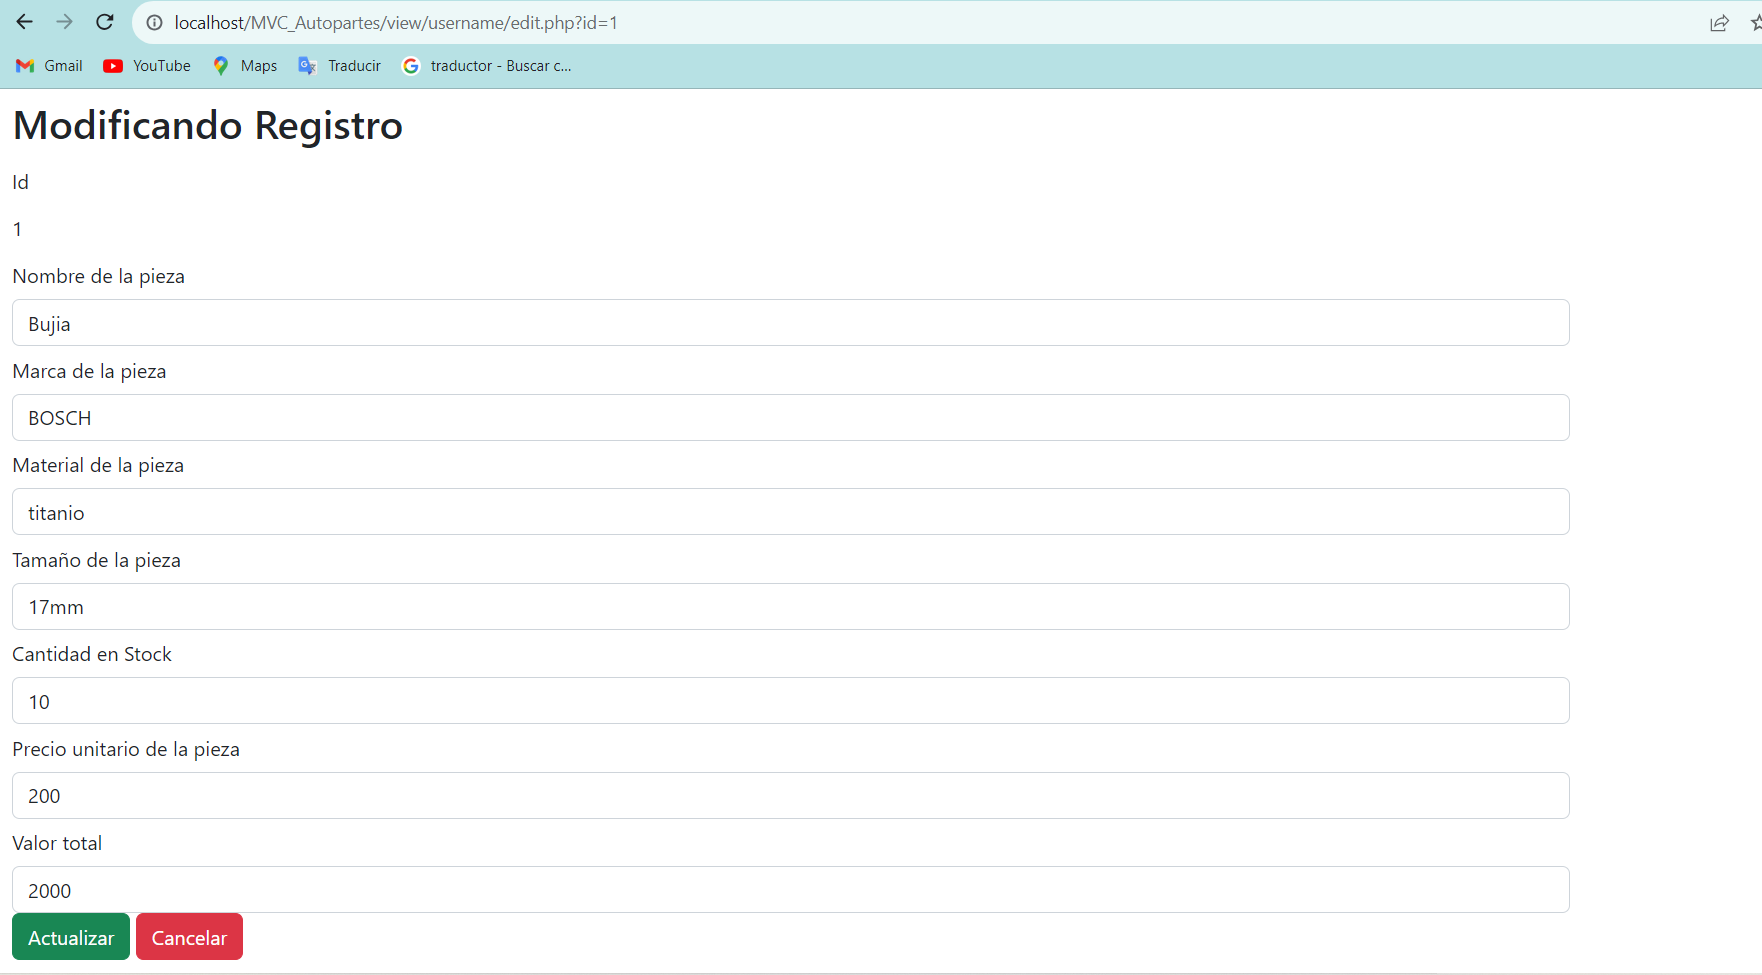 localhost/MVC_Autopartes/view/username/edit.php?id=1
Gmail YouTube Maps Traducir traductor - Buscar c...
Modificando Registro
Id
1
Nombre de la pieza
Bujia
Marca de la pieza
BOSCH
Material de la pieza
titanio
Tamaño de la pieza
17mm
Cantidad en Stock
10
Precio unitario de la pieza
200
Valor total
2000
Actualizar Cancelar